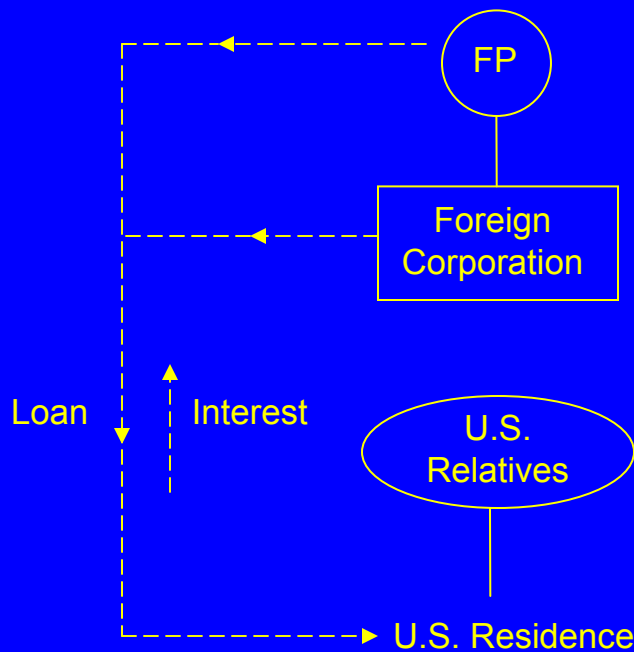 FP
Foreign
Corporation
Loan
Interest
U.S.
Relatives
U.S. Residence